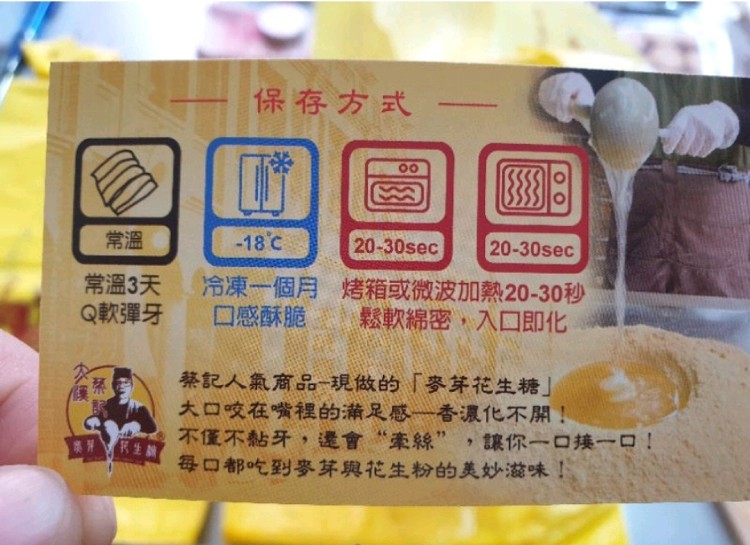 保存方式
常溫
-18°C
20-30sec
20-30sec
常溫3天
Q軟彈牙
冷凍一個月
口感酥脆
烤箱或微波加熱20-30秒
鬆軟綿密，入口即化
蔡記人氣商品-現做的「麥芽花生糖」
大口咬在嘴裡的滿足感—香濃化不開！
不僅不黏牙，還會“牽絲”，讓你一口接一口！
每口都吃到麥芽與花生粉的美妙滋味！
大漢
蔡記
麥芽花生糖